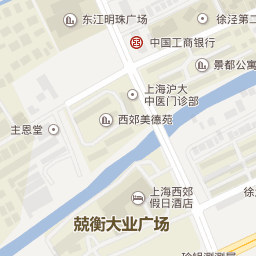 东江明珠广场
徐泾第二
中国工商银行
景都公寓
上海沪大
中医门诊部
西郊美德苑
主恩堂
上海西郊
假日酒店
兢衡大业广场